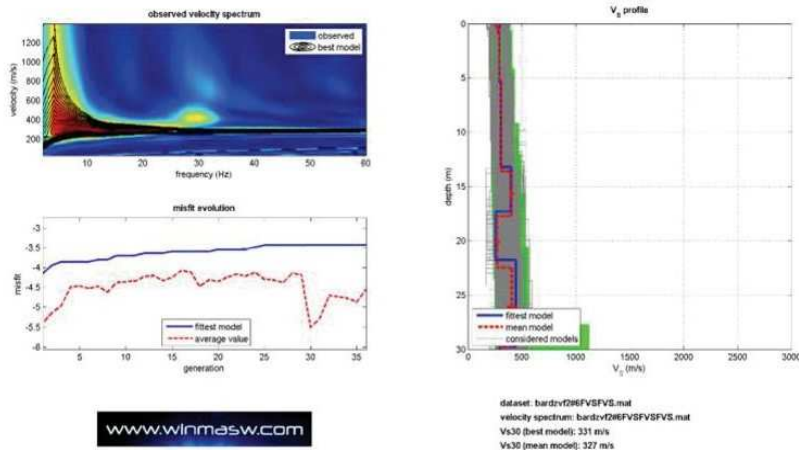 observed velocity spectrum
observed
best model
velocity (m/s)
1400
1200
1000
800
600
400
200
10 20 30 40 50 60
frequency (Hz)
misfit evolution
misfit
-3
-3.5
-4
-4.5
-5
-5.5
-6
fittest model
average value
5 10 15 20 25 30 35
generation
www.winmasw.com
VS profile
depth (m)
0
5
10
15
20
25
30
fittest model
mean model
considered models
0 500 1000 1500 2000 2500 3000
VS (m/s)
dataset: bardzvf2#6FVSFVS.mat
velocity spectrum: bardzvf2#6FVSFVSFVS.mat
Vs30 (best model): 331 m/s
Vs30 (mean model): 327 m/s